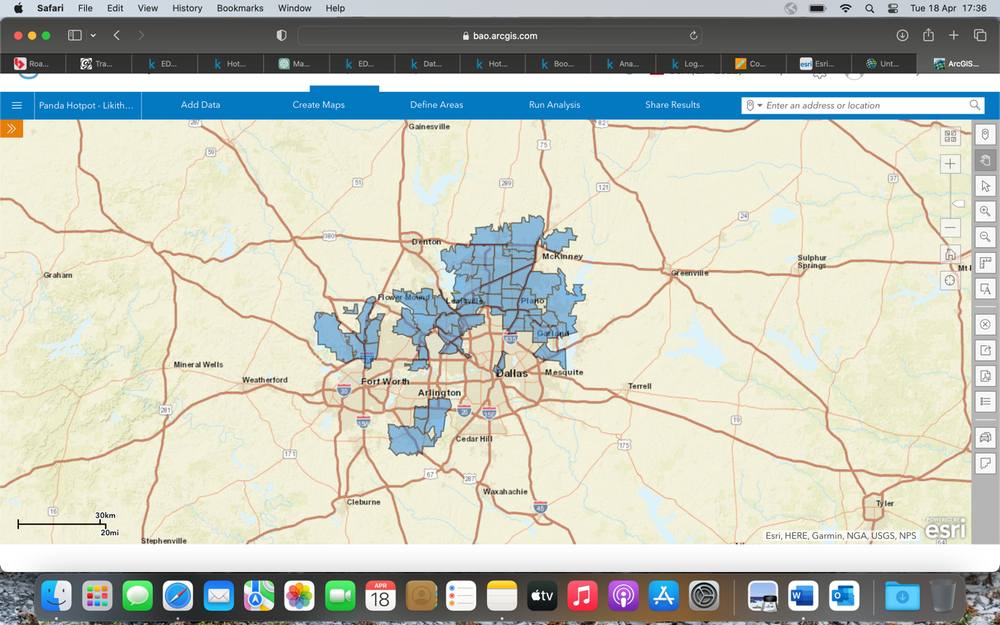 Safari File Edit View History Bookmarks Window Help Tue 18 Apr 17:36
bao.arcgis.com
Roa... Tra... ED... Hot... Ma... ED... Dat... Hot... Boo... Ana... Log... Co... esri Esri... Unt... ArcGIS...
Panda Hotpot - Likith... Add Data Create Maps Define Areas Run Analysis Share Results Enter an address or location
287
Gainesville
82
59
75
51
289
121
37
24
380
Denton
McKinney
Sulphur
Springs
Graham
Greenville
Flower Mound
Lewisville
Plano
Garland
635
Mineral Wells
Weatherford
Fort Worth
Dallas
Mesquite
Terrell
30
Arlington
281
20
35E
35W
19
Cedar Hill
175
171
67
287
Waxahachie
Cleburne
45
Tyler
16
30km
20mi
Stephenville
POWERED BY
esri
Esri, HERE, Garmin, NGA, USGS, NPS
64
APR
18
tv
W
O